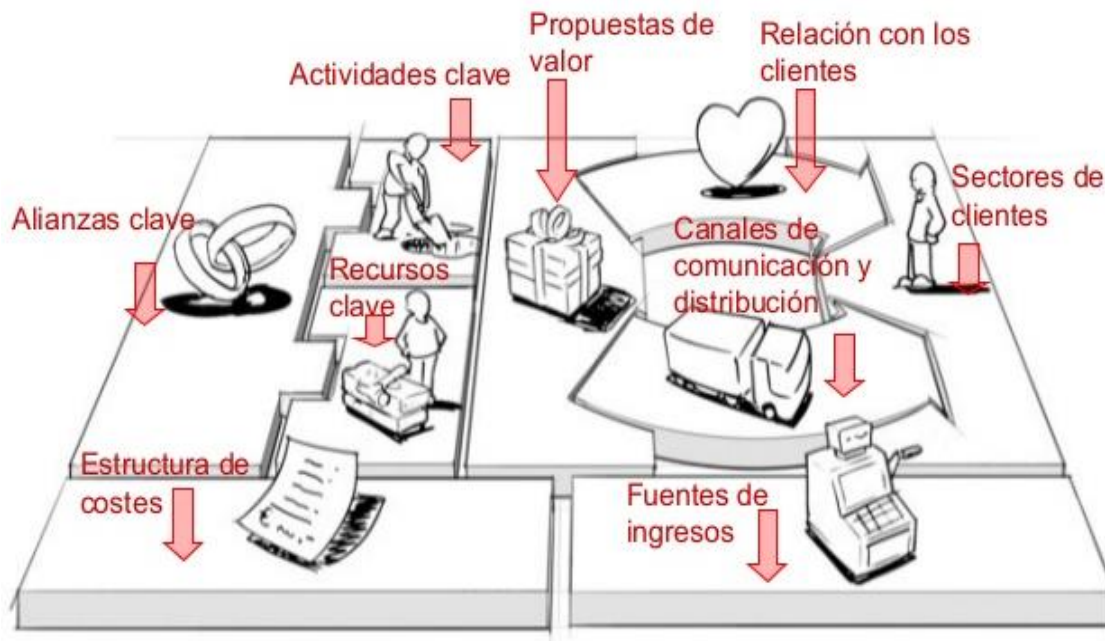 Propuestas de
valor
Relación con los
clientes
Actividades clave
Sectores de
clientes
Alianzas clave
Canales de
comunicación y
distribución
Recursos
clave
Estructura de
costes
Fuentes de
ingresos